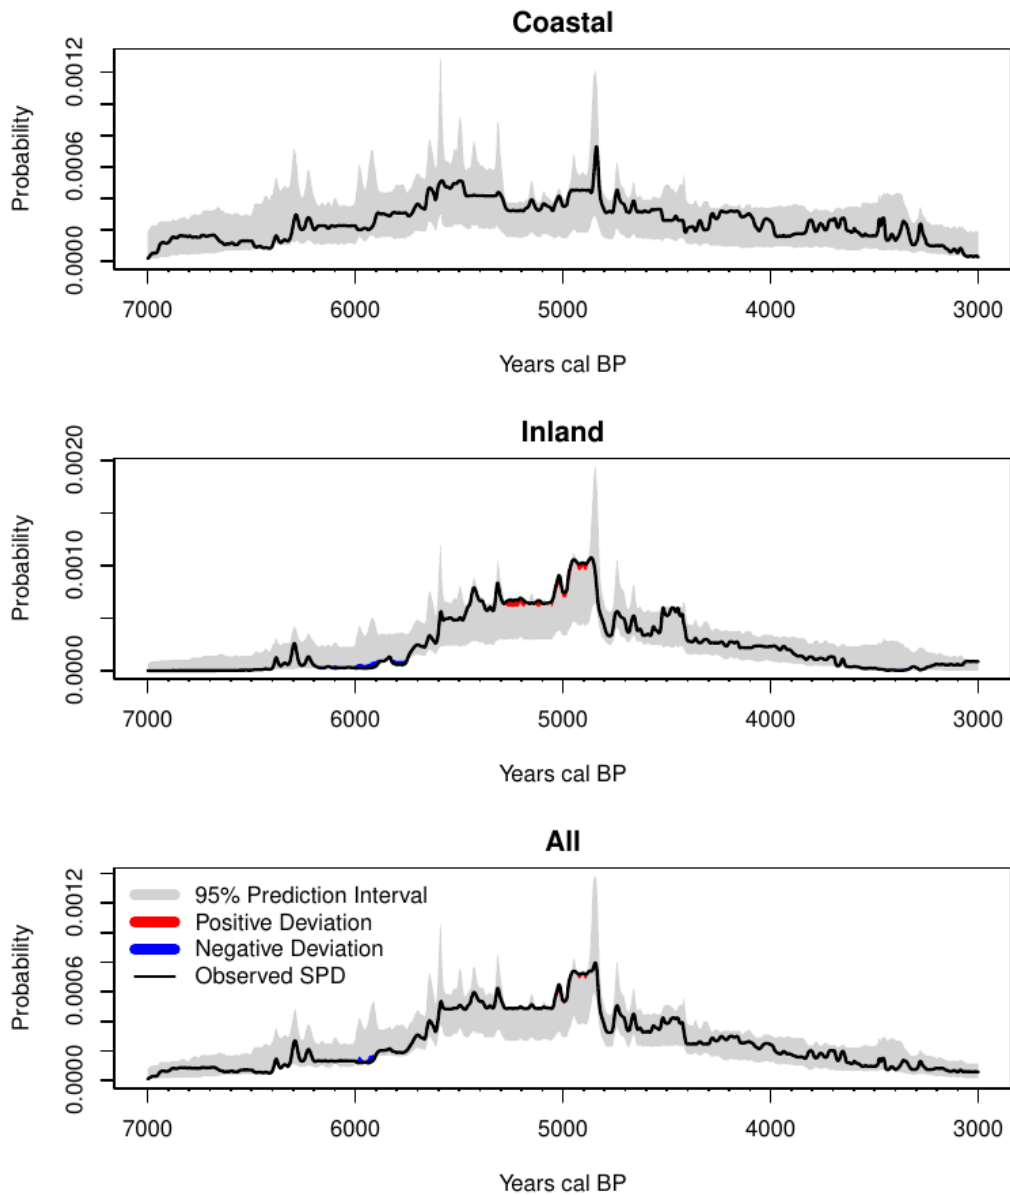 Coastal
0.0012
0.0006
0.0000
Probability
7000 6000 5000 4000 3000
Years cal BP
Inland
0.0020
0.0010
0.0000
Probability
7000 6000 5000 4000 3000
Years cal BP
All
0.0012
0.0006
0.0000
Probability
95% Prediction Interval
Positive Deviation
Negative Deviation
Observed SPD
7000 6000 5000 4000 3000
Years cal BP